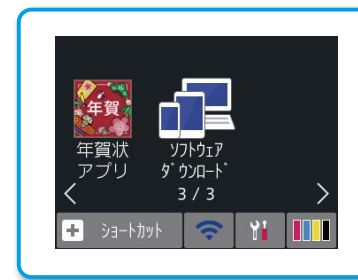 年賀
年賀状
アプリ
ソフトウェア
ダウンロード
3 / 3
ショートカット